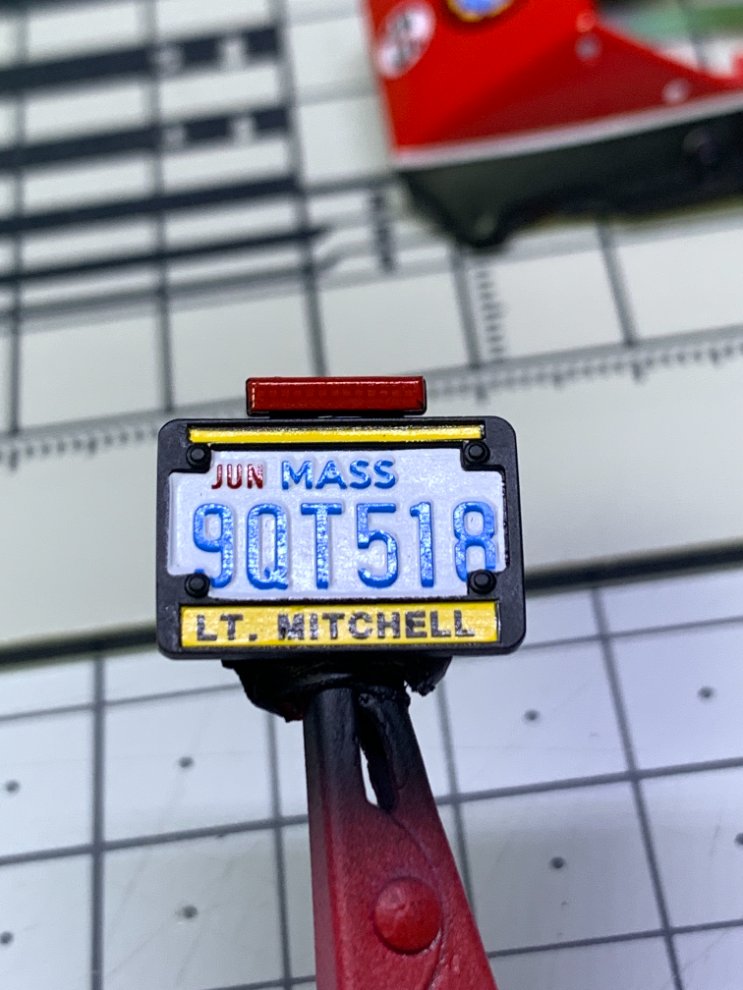 JUN MASS
9QT518
LT. MITCHELL